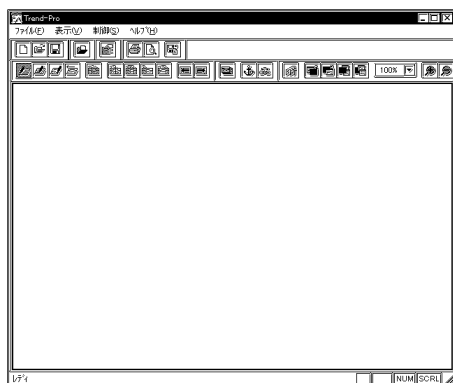 Trend-Pro
ﾌｧｲﾙ(F) 表示(V) 制御(S) ﾍﾙﾌﾟ(H)
100%
ﾚﾃﾞｨ NUM SCRL